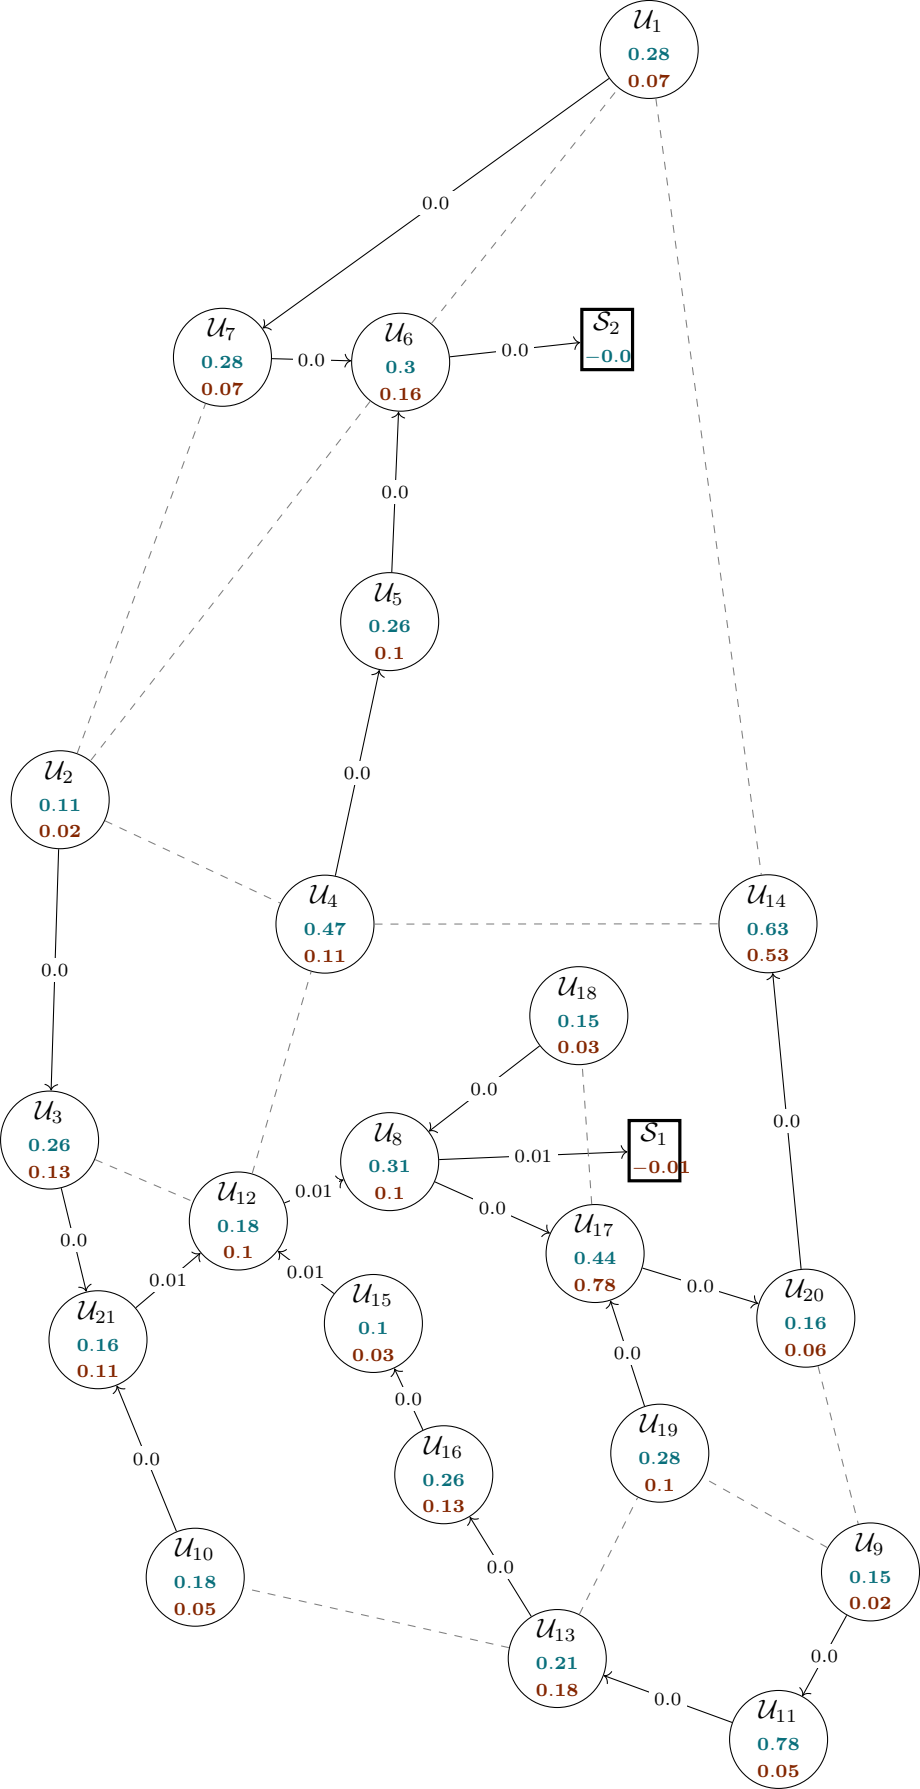 𝒰1
0.28
0.07
0.0
𝒰7
0.28
0.07
0.0
𝒰6
0.3
0.16
0.0
𝒮2
−0.0
0.0
𝒰5
0.26
0.1
0.0
𝒰2
0.11
0.02
𝒰4
0.47
0.11
𝒰14
0.63
0.53
0.0
𝒰18
0.15
0.03
0.0
𝒰3
0.26
0.13
𝒰8
0.31
0.1
0.01
𝒮1
−0.01
0.0
𝒰12
0.18
0.1
0.01
0.0
𝒰17
0.44
0.78
0.0
0.0
𝒰20
0.16
0.06
0.01
0.01
𝒰21
0.16
0.11
𝒰15
0.1
0.03
0.0
0.0
𝒰19
0.28
0.1
𝒰16
0.26
0.13
0.0
𝒰10
0.18
0.05
0.0
𝒰9
0.15
0.02
𝒰13
0.21
0.18
0.0
0.0
𝒰11
0.78
0.05